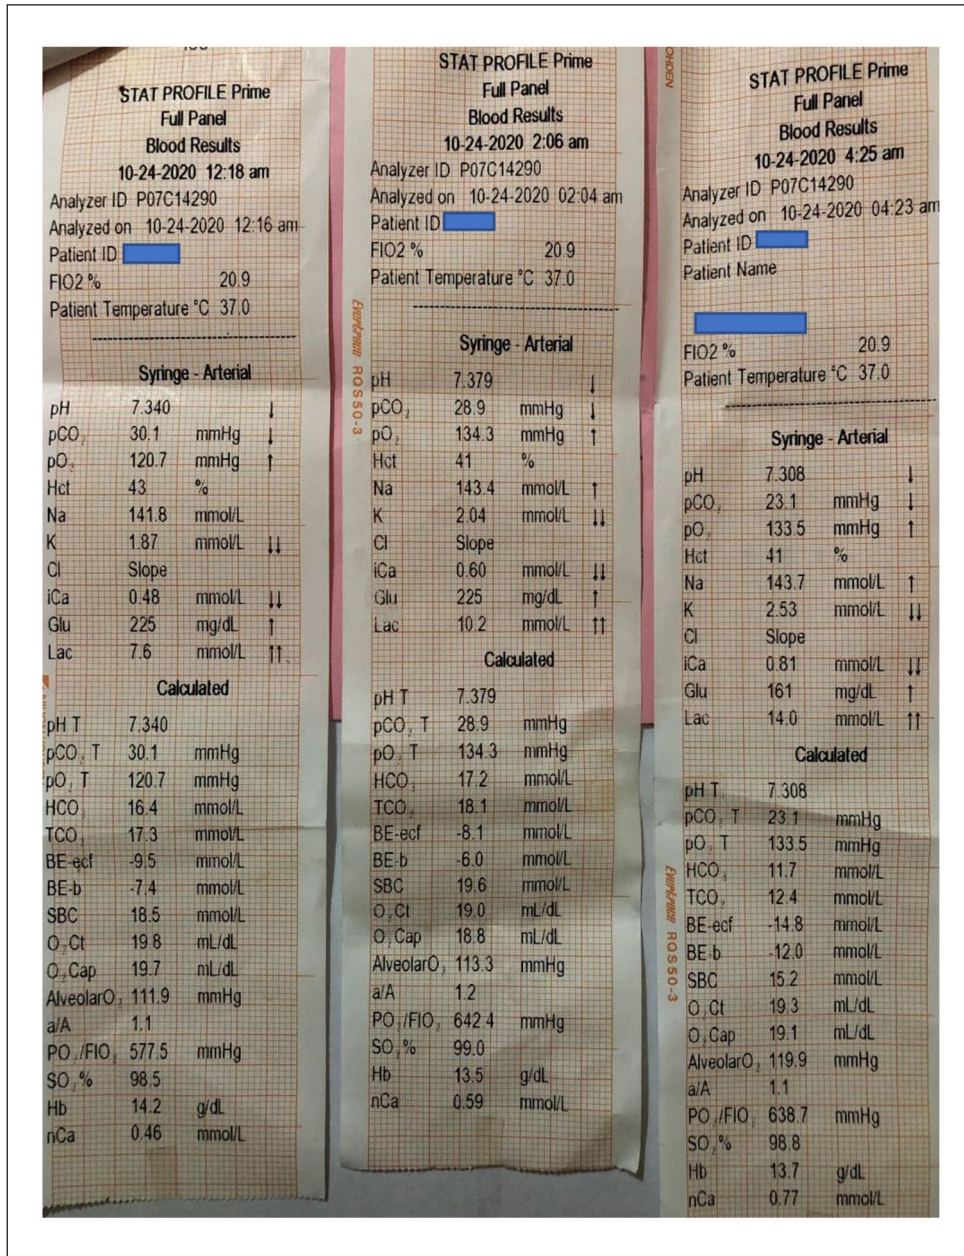 STAT PROFILE Prime
Full Panel
Blood Results
10-24-2020 12:18 am
Analyzer ID P07C14290
Analyzed on 10-24-2020 12:16 am
Patient ID
FIO2 % 20.9
Patient Temperature °C 37.0
Syringe - Arterial
pH 7.340 ↓
pCO₂ 30.1 mmHg ↓
pO₂ 120.7 mmHg ↑
Hct 43 %
Na 141.8 mmol/L
K 1.87 mmol/L ↓↓
Cl Slope
iCa 0.48 mmol/L ↓↓
Glu 225 mg/dL ↑
Lac 7.6 mmol/L ↑↑
Calculated
pH T 7.340
pCO₂ T 30.1 mmHg
pO₂ T 120.7 mmHg
HCO₃ 16.4 mmol/L
TCO₂ 17.3 mmol/L
BE-ecf -9.5 mmol/L
BE-b -7.4 mmol/L
SBC 18.5 mmol/L
O₂Ct 19.8 mL/dL
O₂Cap 19.7 mL/dL
AlveolarO₂ 111.9 mmHg
a/A 1.1
PO₂/FIO₂ 577.5 mmHg
SO₂% 98.5
Hb 14.2 g/dL
nCa 0.46 mmol/L
STAT PROFILE Prime
Full Panel
Blood Results
10-24-2020 2:06 am
Analyzer ID P07C14290
Analyzed on 10-24-2020 02:04 am
Patient ID
FIO2 % 20.9
Patient Temperature °C 37.0
RQS50-3
Syringe - Arterial
pH 7.379 ↓
pCO₂ 28.9 mmHg ↓
pO₂ 134.3 mmHg ↑
Hct 41 %
Na 143.4 mmol/L ↑
K 2.04 mmol/L ↓↓
Cl Slope
iCa 0.60 mmol/L ↓↓
Glu 225 mg/dl ↑
Lac 10.2 mmol/L ↑↑
Calculated
pH T 7.379
pCO₂ T 28.9 mmHg
pO₂ T 134.3 mmHg
HCO₃ 17.2 mmol/L
TCO₂ 18.1 mmol/L
BE-ecf -8.1 mmol/L
BE-b -6.0 mmol/L
SBC 19.6 mmol/L
O₂Ct 19.0 mL/dL
O₂Cap 18.8 mL/dL
AlveolarO₂ 113.3 mmHg
a/A 1.2
PO₂/FIO₂ 642.4 mmHg
SO₂% 99.0
Hb 13.5 g/dL
nCa 0.59 mmol/L
STAT PROFILE Prime
Full Panel
Blood Results
10-24-2020 4:25 am
Analyzer ID P07C14290
Analyzed on 10-24-2020 04:23 am
Patient ID
Patient Name
FIO2 % 20.9
Patient Temperature °C 37.0
Syringe - Arterial
pH 7.308 ↓
pCO₂ 23.1 mmHg ↓
pO₂ 133.5 mmHg ↑
Hct 41 %
Na 143.7 mmol/L ↑
K 2.53 mmol/L ↓↓
Cl Slope
iCa 0.81 mmol/L ↓↓
Glu 161 mg/dL ↑
Lac 14.0 mmol/L ↑↑
Calculated
pH T 7.308
pCO₂ T 23.1 mmHg
pO₂ T 133.5 mmHg
HCO₃ 11.7 mmol/L
TCO₂ 12.4 mmol/L
BE-ecf -14.8 mmol/L
BE-b -12.0 mmol/L
SBC 15.2 mmol/L
O₂Ct 19.3 mL/dL
O₂Cap 19.1 mL/dL
AlveolarO₂ 119.9 mmHg
a/A 1.1
PO₂/FIO₂ 638.7 mmHg
SO₂% 98.8
Hb 13.7 g/dL
nCa 0.77 mmol/L
RQS50-3